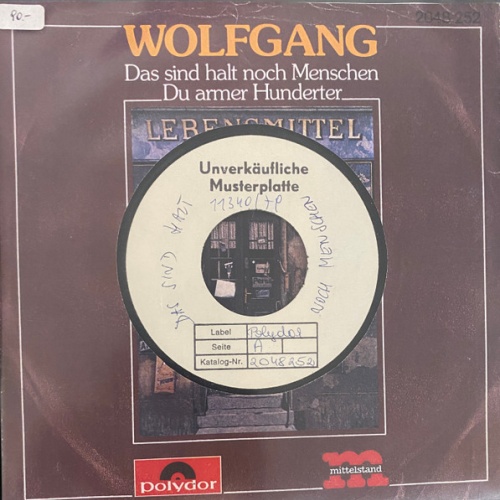 90.-
2048 252
WOLFGANG
Das sind halt noch Menschen
Du armer Hunderter
LEBENSMITTEL
Unverkäufliche
Musterplatte
11340/7P
DAS SIND HALT
NOCH MENSCHEN
Label Polydor
Seite A
Katalog-Nr. 2048252
polydor
m
mittelstand